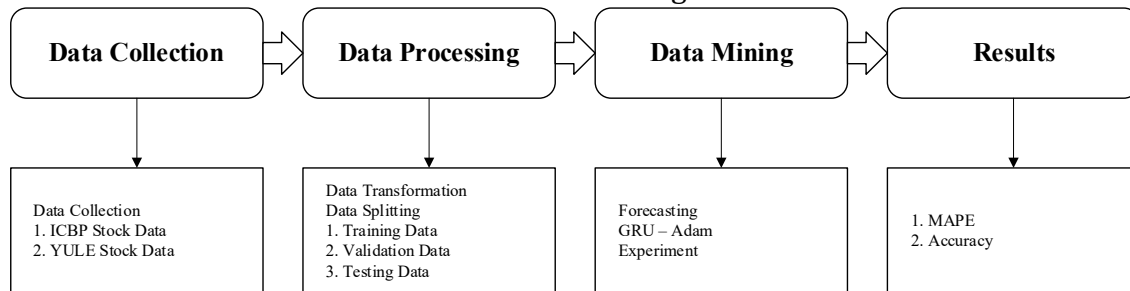 Data Collection
Data Processing
Data Mining
Results
Data Collection
1. ICBP Stock Data
2. YULE Stock Data
Data Transformation
Data Splitting
1. Training Data
2. Validation Data
3. Testing Data
Forecasting
GRU – Adam
Experiment
1. MAPE
2. Accuracy